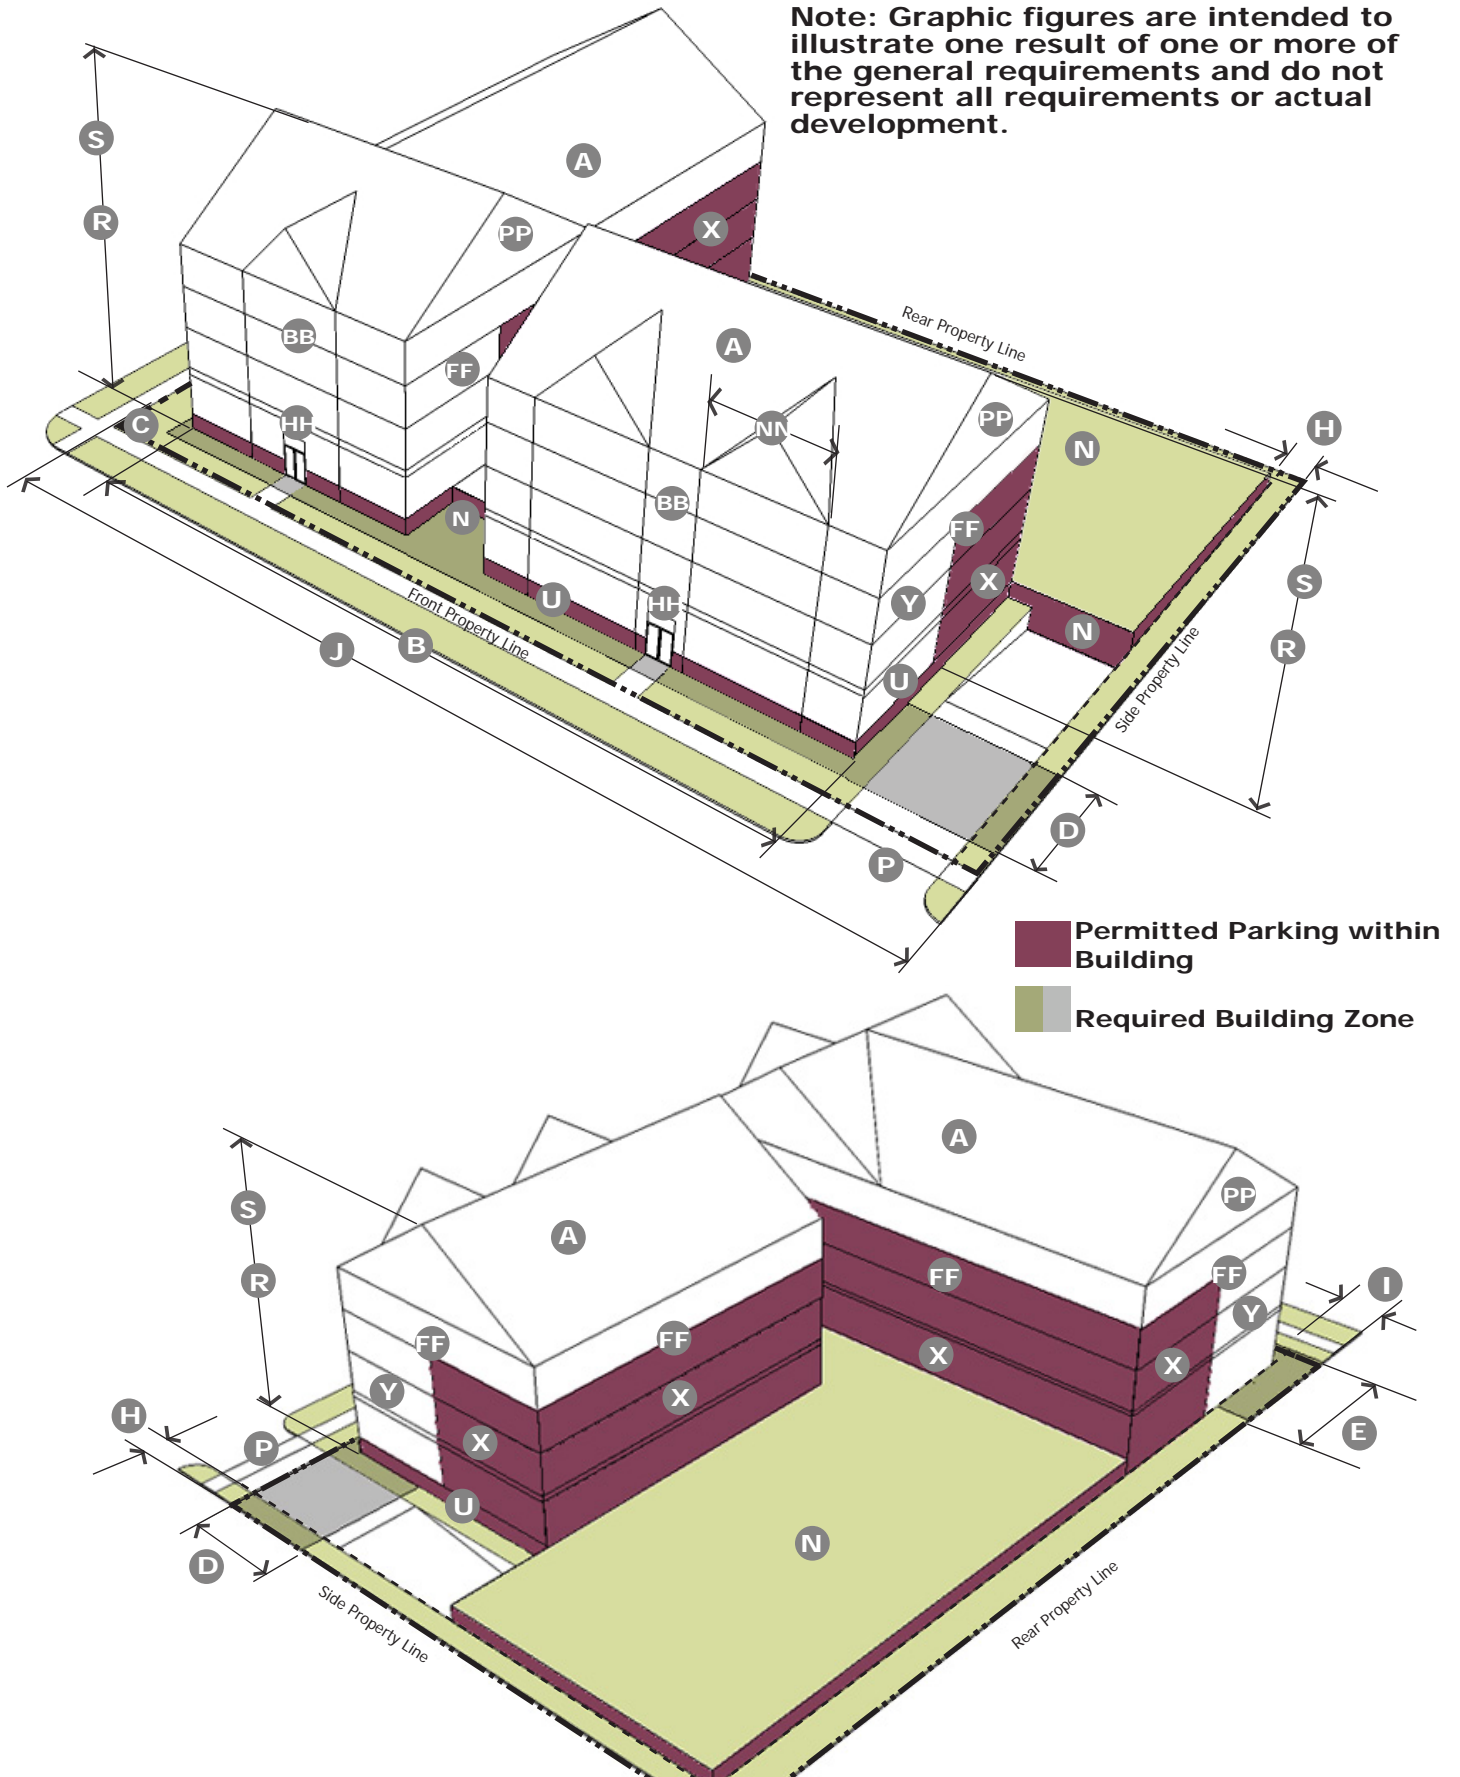 Note: Graphic figures are intended to
illustrate one result of one or more of
the general requirements and do not
represent all requirements or actual
development.
S
R
A
X
PP
BB
FF
HH
C
N
Rear Property Line
A
PP
N
H
NN
BB
FF
X
Y
U
N
S
R
U
HH
Front Property Line
J
B
Side Property Line
D
P
Permitted Parking within
Building
Required Building Zone
S
R
A
A
PP
FF
FF
I
FF
FF
Y
X
X
X
Y
X
H
P
U
E
D
N
Side Property Line
Rear Property Line